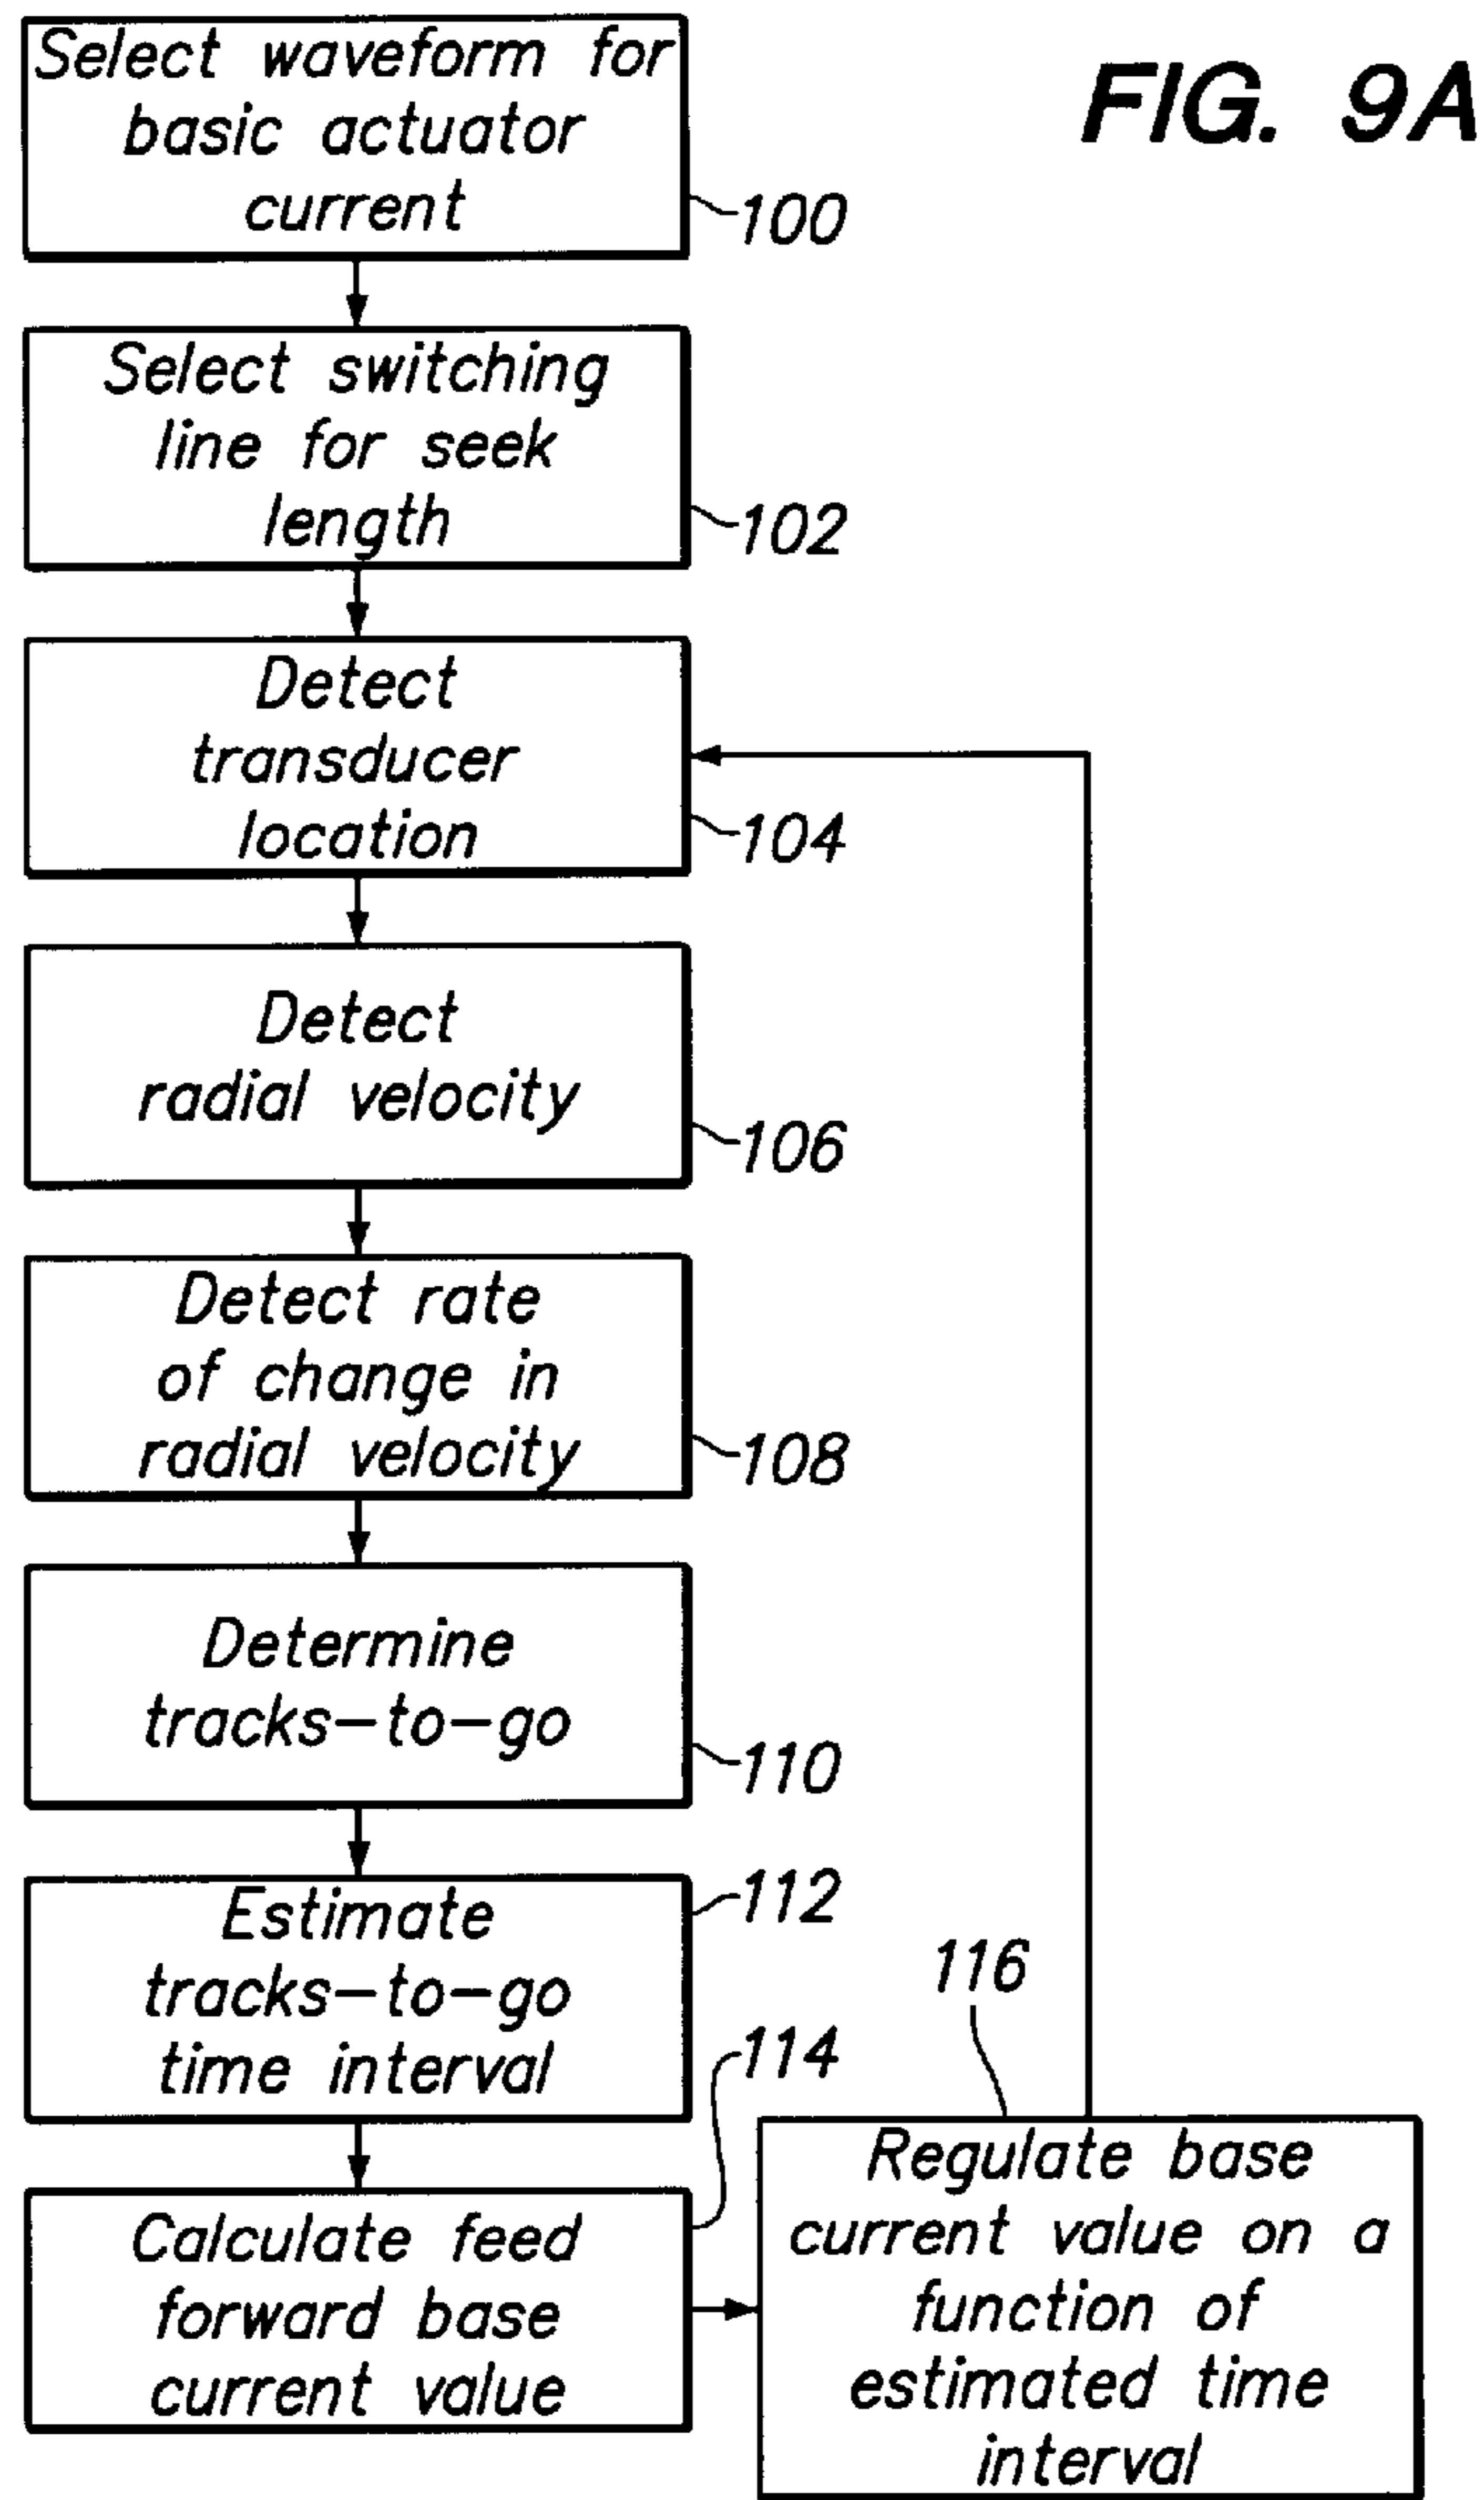 FIG. 9A
Select waveform for
basic actuator
current
100
Select switching
line for seek
length
102
Detect
transducer
location
104
Detect
radial velocity
106
Detect rate
of change in
radial velocity
108
Determine
tracks-to-go
110
Estimate
tracks-to-go
time interval
112
Calculate feed
forward base
current value
114
116
Regulate base
current value on a
function of
estimated time
interval